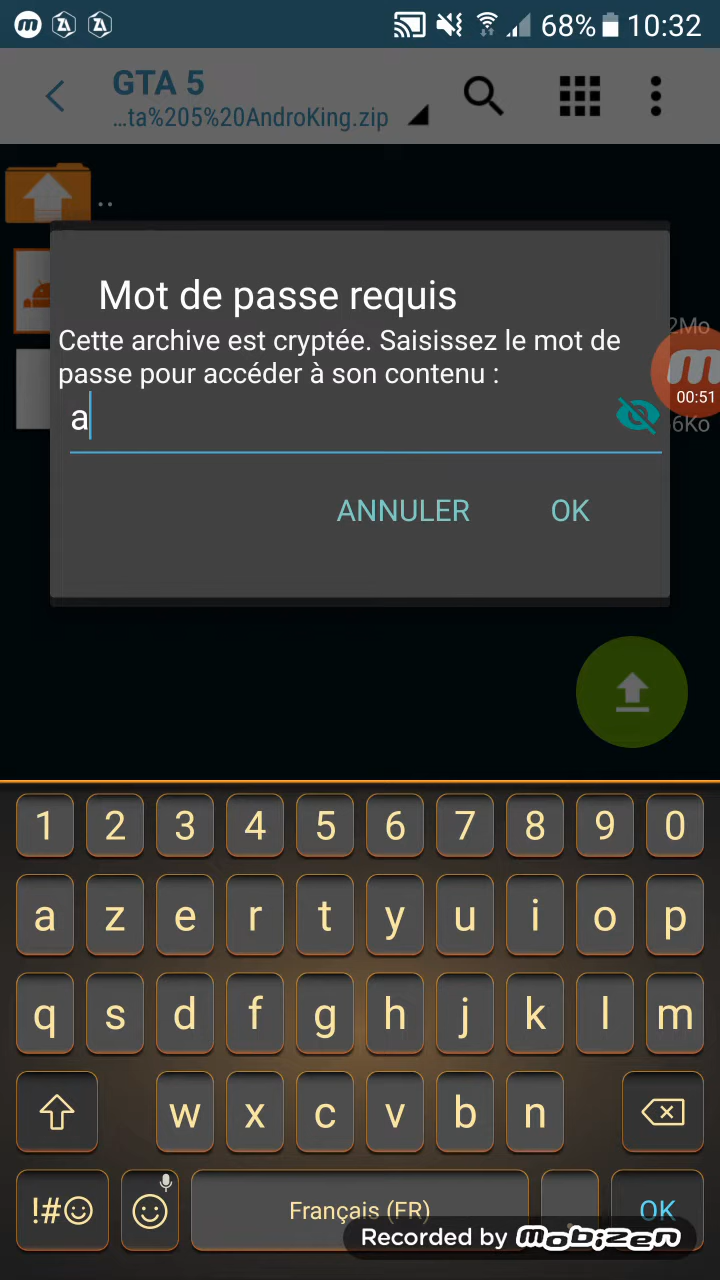 68% 10:32
GTA 5
...ta%205%20AndroKing.zip
..
Mot de passe requis
2Mo
Cette archive est cryptée. Saisissez le mot de
passe pour accéder à son contenu :
00:51
a
6Ko
ANNULER OK
1 2 3 4 5 6 7 8 9 0
a z e r t y u i o p
q s d f g h j k l m
w x c v b n
!#
Français (FR) . OK
Recorded by mobizen